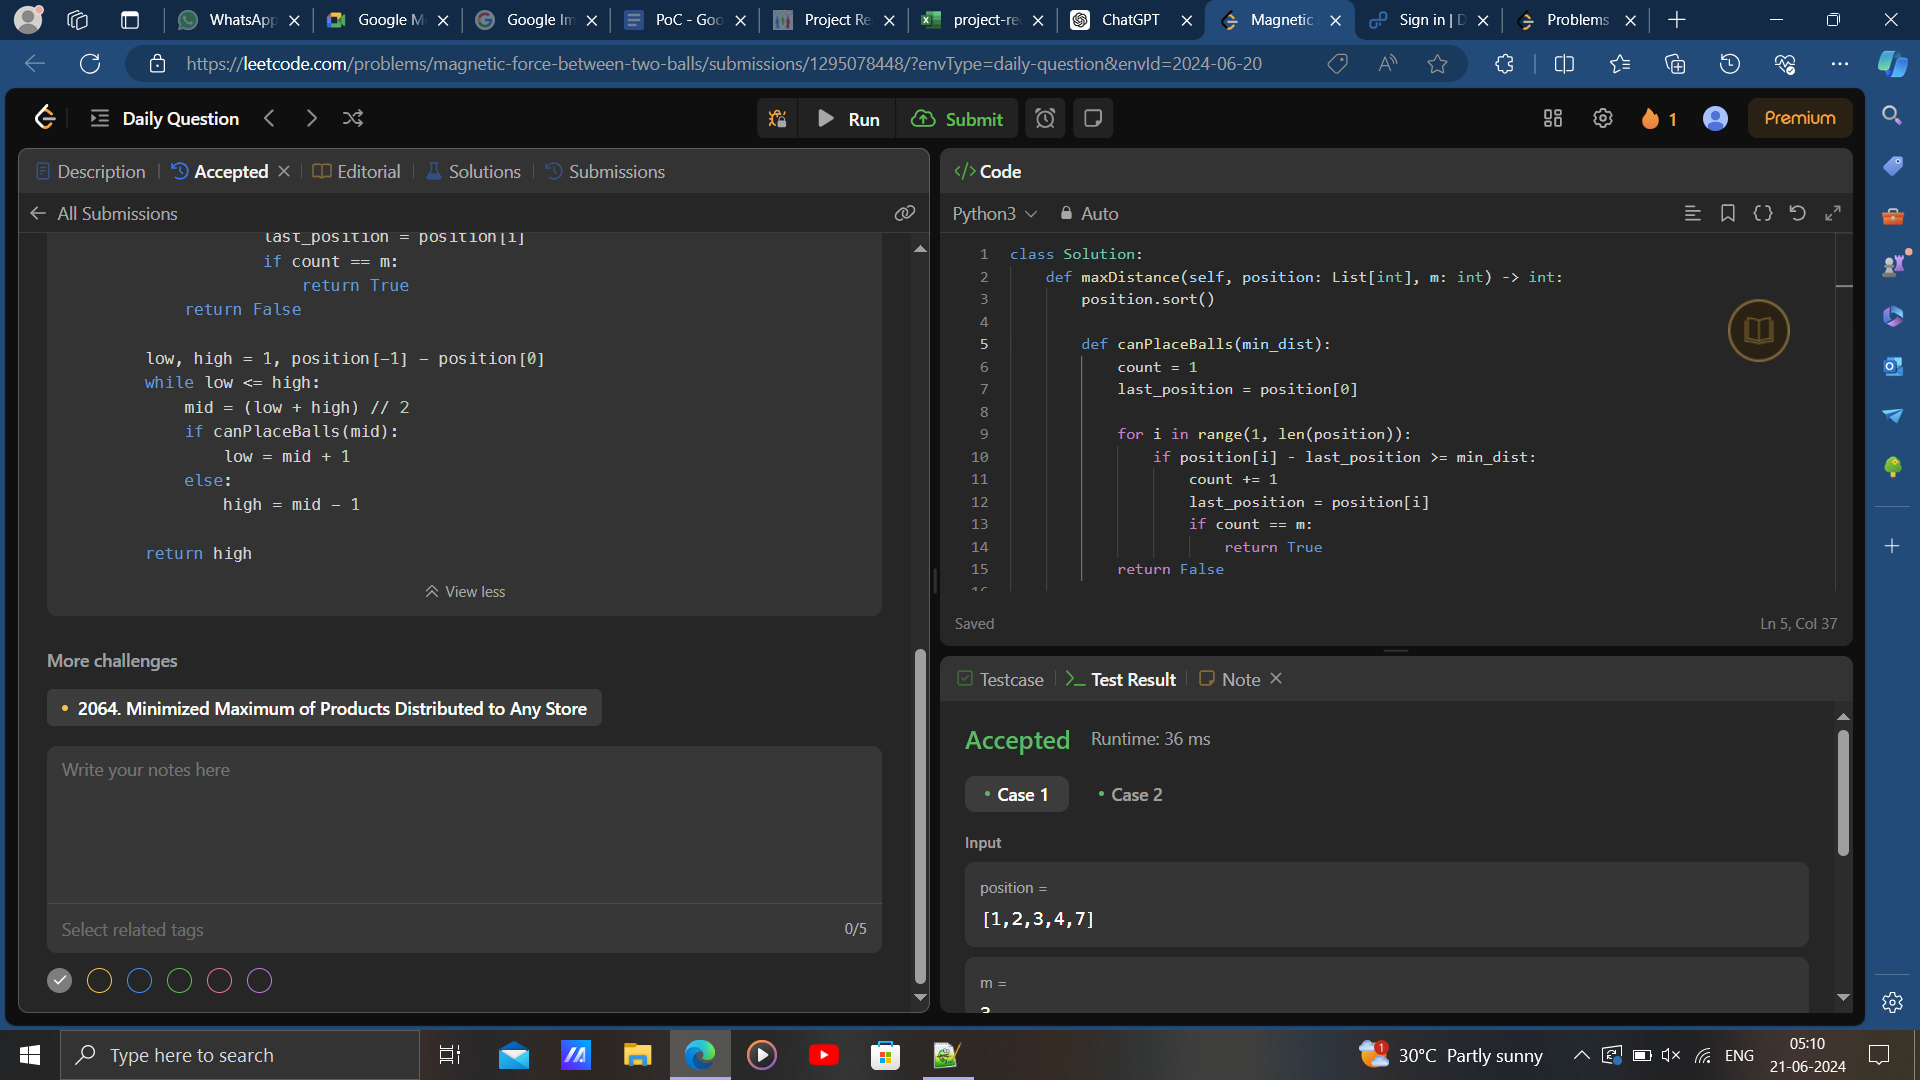 WhatsApp
Google M
Google Im
PoC - Goo
Project Re
project-re
ChatGPT
Magnetic
Sign in | D
Problems
https://leetcode.com/problems/magnetic-force-between-two-balls/submissions/1295078448/?envType=daily-question&envId=2024-06-20
Daily Question
Run
Submit
1
Premium
Description
Accepted
Editorial
Solutions
Submissions
All Submissions
last_position = position[i]
if count == m:
return True
return False
low, high = 1, position[-1] - position[0]
while low <= high:
mid = (low + high) // 2
if canPlaceBalls(mid):
low = mid + 1
else:
high = mid - 1
return high
View less
More challenges
2064. Minimized Maximum of Products Distributed to Any Store
Write your notes here
Select related tags
0/5
</> Code
Python3
Auto
1 class Solution:
2 def maxDistance(self, position: List[int], m: int) -> int:
3 position.sort()
4
5 def canPlaceBalls(min_dist):
6 count = 1
7 last_position = position[0]
8
9 for i in range(1, len(position)):
10 if position[i] - last_position >= min_dist:
11 count += 1
12 last_position = position[i]
13 if count == m:
14 return True
15 return False
16
Saved
Ln 5, Col 37
Testcase
Test Result
Note
Accepted
Runtime: 36 ms
Case 1
Case 2
Input
position =
[1,2,3,4,7]
m =
3
Type here to search
1
30°C Partly sunny
ENG
05:10
21-06-2024